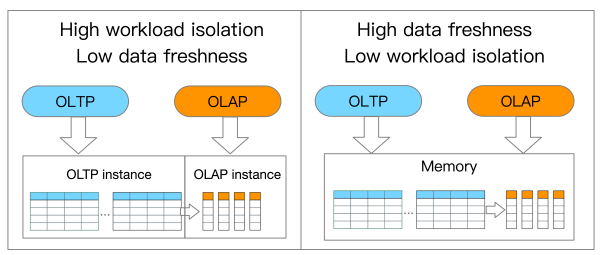 High workload isolation
Low data freshness
OLTP
OLAP
OLTP instance
OLAP instance
...
High data freshness
Low workload isolation
OLTP
OLAP
Memory
...